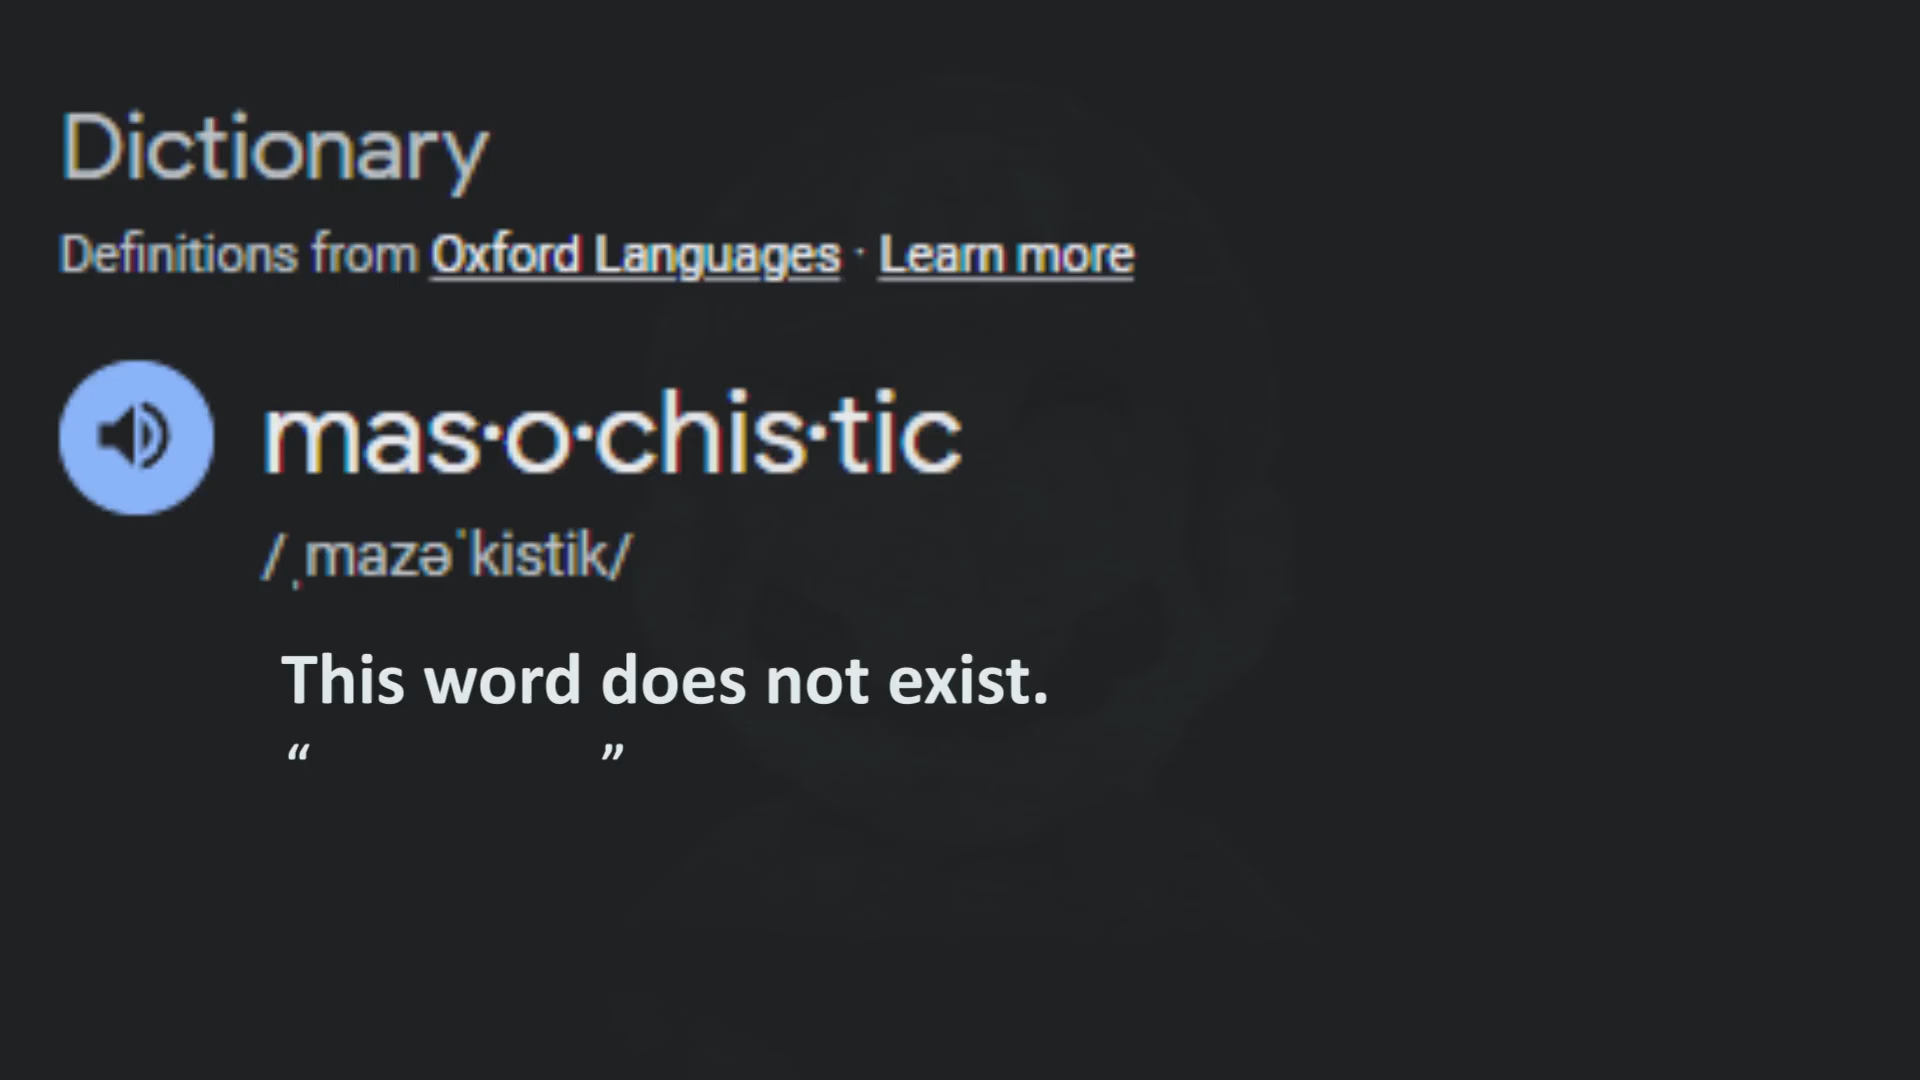 Dictionary
Definitions from Oxford Languages · Learn more
mas·o·chis·tic
/ˌmazəˈkistik/
This word does not exist.
“ ”